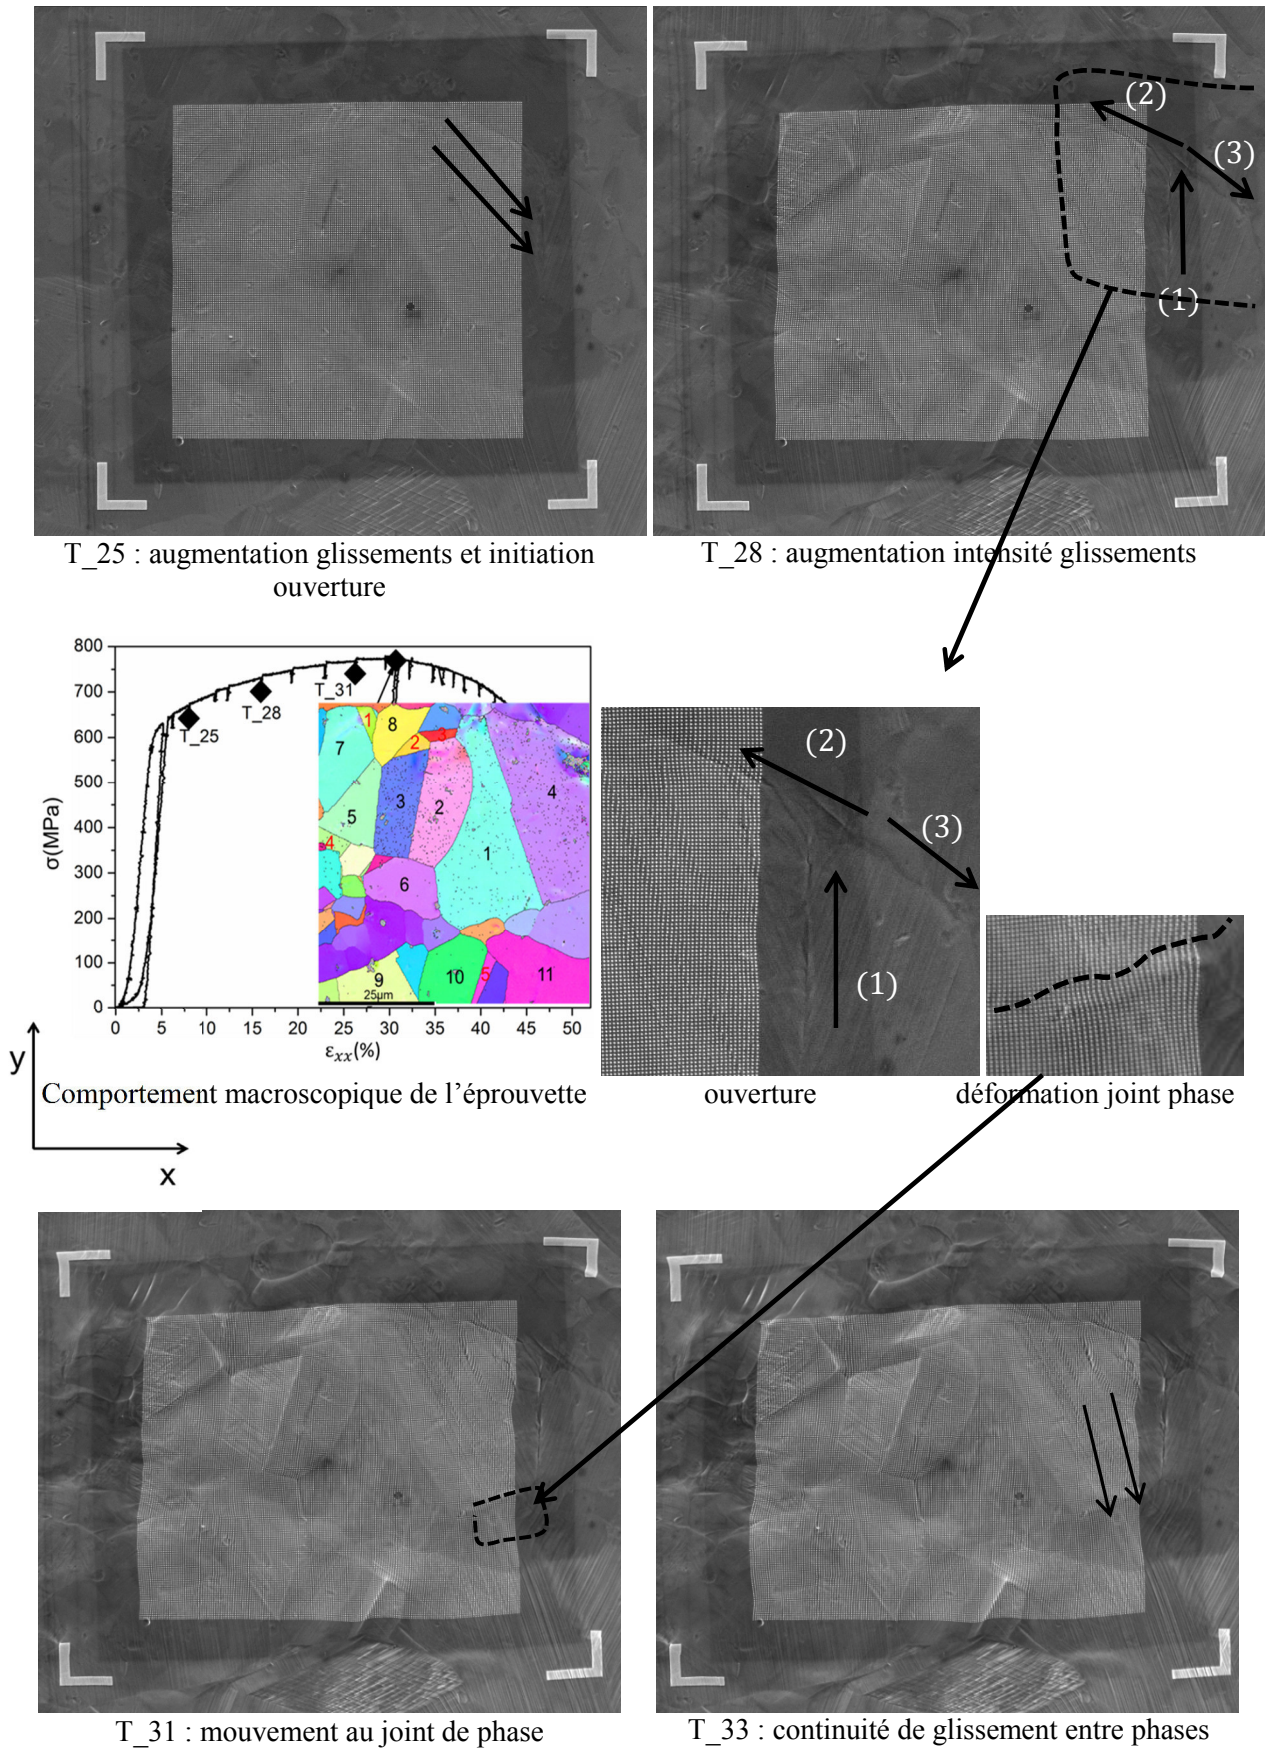 (2)
(3)
(1)
T_25 : augmentation glissements et initiation
ouverture
T_28 : augmentation intensité glissements
800
700
600
500
400
300
200
100
0
σ(MPa)
T_25
T_28
T_31
1
8
7
2
3
3
2
4
5
4
1
6
9
10
5
11
25µm
0
5
10
15
20
25
30
35
40
45
50
εxx(%)
y
x
Comportement macroscopique de l’éprouvette
(2)
(3)
(1)
ouverture
déformation joint phase
T_31 : mouvement au joint de phase
T_33 : continuité de glissement entre phases